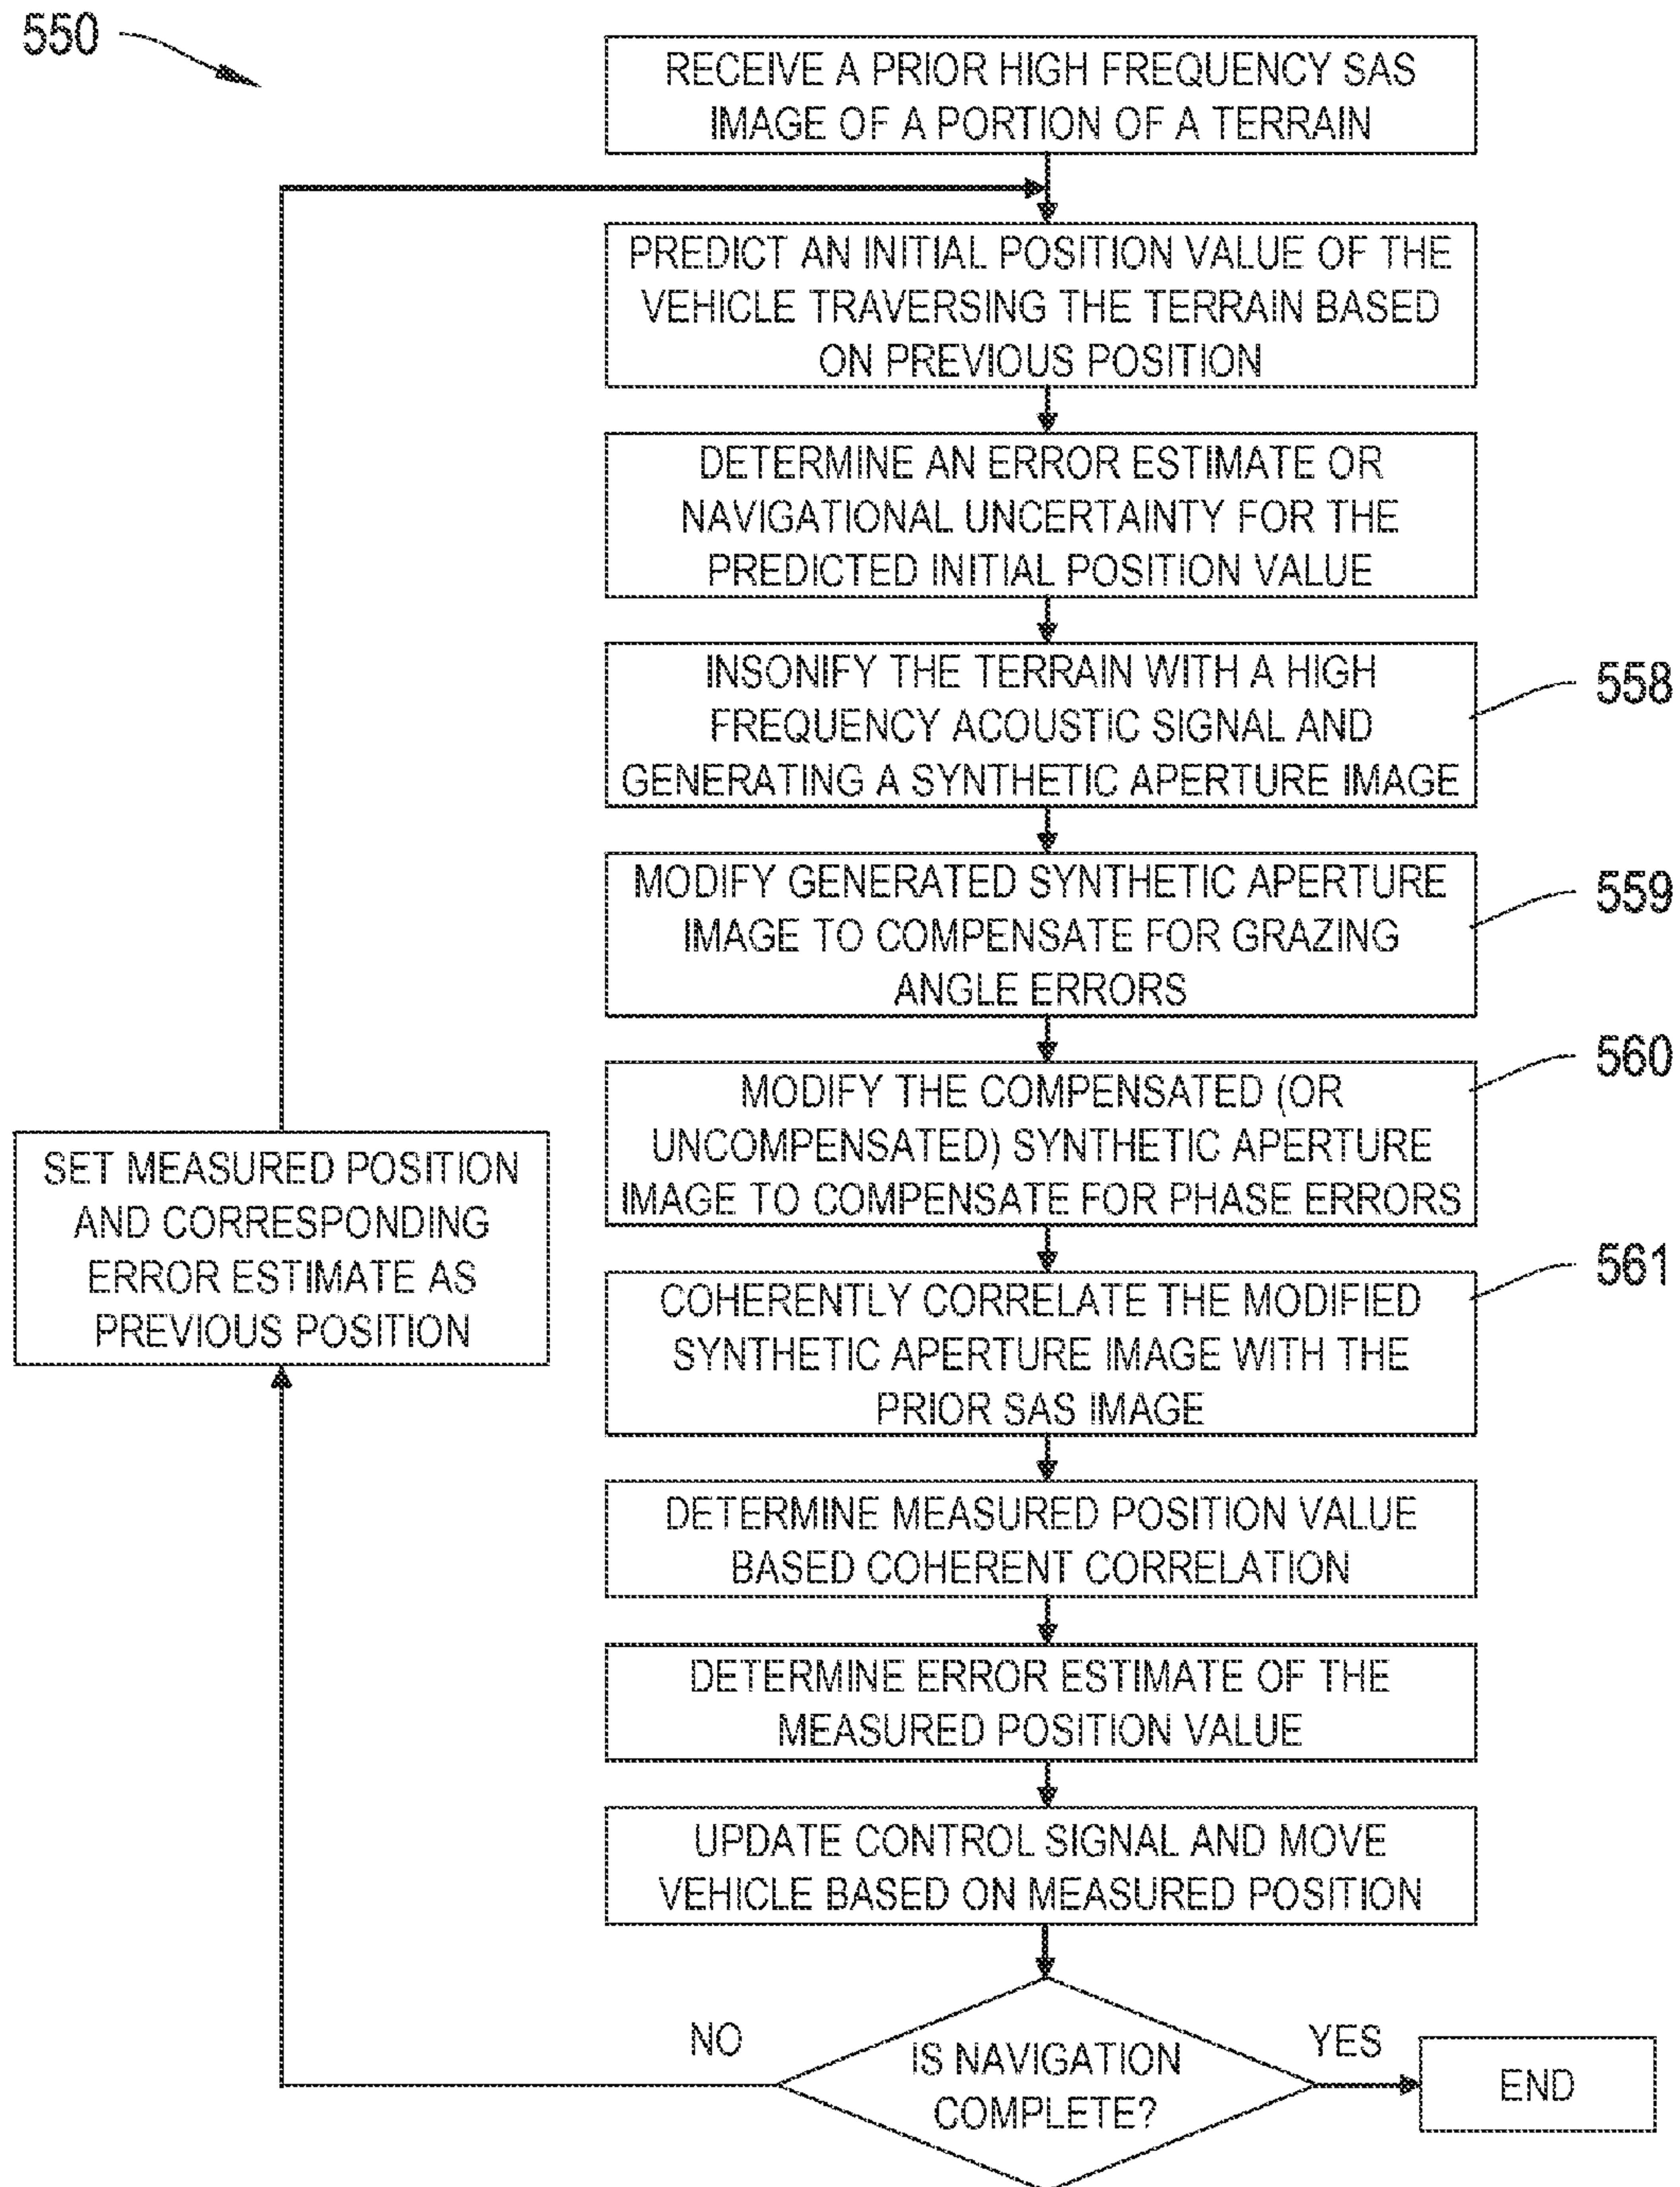 550
RECEIVE A PRIOR HIGH FREQUENCY SAS
IMAGE OF A PORTION OF A TERRAIN
PREDICT AN INITIAL POSITION VALUE OF THE
VEHICLE TRAVERSING THE TERRAIN BASED
ON PREVIOUS POSITION
DETERMINE AN ERROR ESTIMATE OR
NAVIGATIONAL UNCERTAINTY FOR THE
PREDICTED INITIAL POSITION VALUE
INSONIFY THE TERRAIN WITH A HIGH
FREQUENCY ACOUSTIC SIGNAL AND
GENERATING A SYNTHETIC APERTURE IMAGE
558
MODIFY GENERATED SYNTHETIC APERTURE
IMAGE TO COMPENSATE FOR GRAZING
ANGLE ERRORS
559
MODIFY THE COMPENSATED (OR
UNCOMPENSATED) SYNTHETIC APERTURE
IMAGE TO COMPENSATE FOR PHASE ERRORS
560
COHERENTLY CORRELATE THE MODIFIED
SYNTHETIC APERTURE IMAGE WITH THE
PRIOR SAS IMAGE
561
DETERMINE MEASURED POSITION VALUE
BASED COHERENT CORRELATION
DETERMINE ERROR ESTIMATE OF THE
MEASURED POSITION VALUE
UPDATE CONTROL SIGNAL AND MOVE
VEHICLE BASED ON MEASURED POSITION
IS NAVIGATION
COMPLETE?
NO
YES
END
SET MEASURED POSITION
AND CORRESPONDING
ERROR ESTIMATE AS
PREVIOUS POSITION